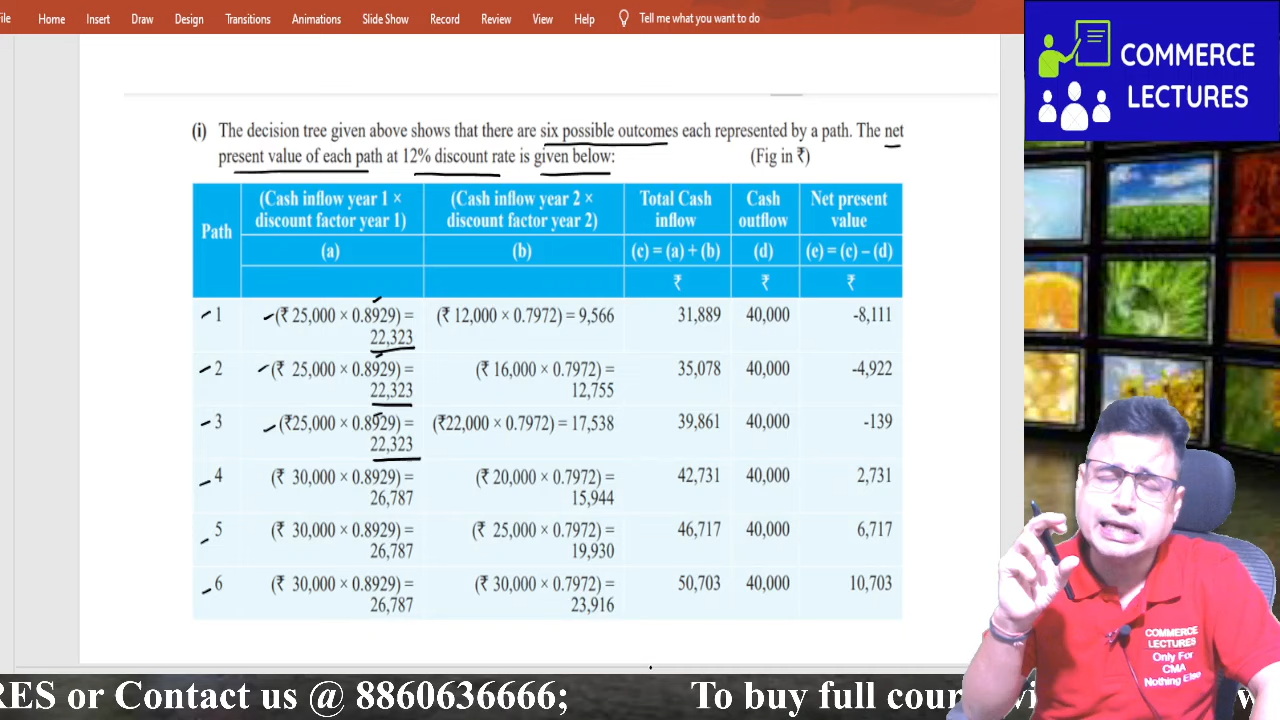 File Home Insert Draw Design Transitions Animations Slide Show Record Review View Help Tell me what you want to do
COMMERCE
LECTURES
(i) The decision tree given above shows that there are six possible outcomes each represented by a path. The net
present value of each path at 12% discount rate is given below: (Fig in ₹)
Path (Cash inflow year 1 × discount factor year 1) (Cash inflow year 2 × discount factor year 2) Total Cash inflow Cash outflow Net present value
(a) (b) (c) = (a) + (b) (d) (e) = (c) – (d)
₹ ₹ ₹
1 (₹ 25,000 × 0.8929) = 22,323 (₹ 12,000 × 0.7972) = 9,566 31,889 40,000 -8,111
2 (₹ 25,000 × 0.8929) = 22,323 (₹ 16,000 × 0.7972) = 12,755 35,078 40,000 -4,922
3 (₹25,000 × 0.8929) = 22,323 (₹22,000 × 0.7972) = 17,538 39,861 40,000 -139
4 (₹ 30,000 × 0.8929) = 26,787 (₹ 20,000 × 0.7972) = 15,944 42,731 40,000 2,731
5 (₹ 30,000 × 0.8929) = 26,787 (₹ 25,000 × 0.7972) = 19,930 46,717 40,000 6,717
6 (₹ 30,000 × 0.8929) = 26,787 (₹ 30,000 × 0.7972) = 23,916 50,703 40,000 10,703
COMMERCE
LECTURES
Only For
CMA
Nothing Else
RES or Contact us @ 8860636666; To buy full cour